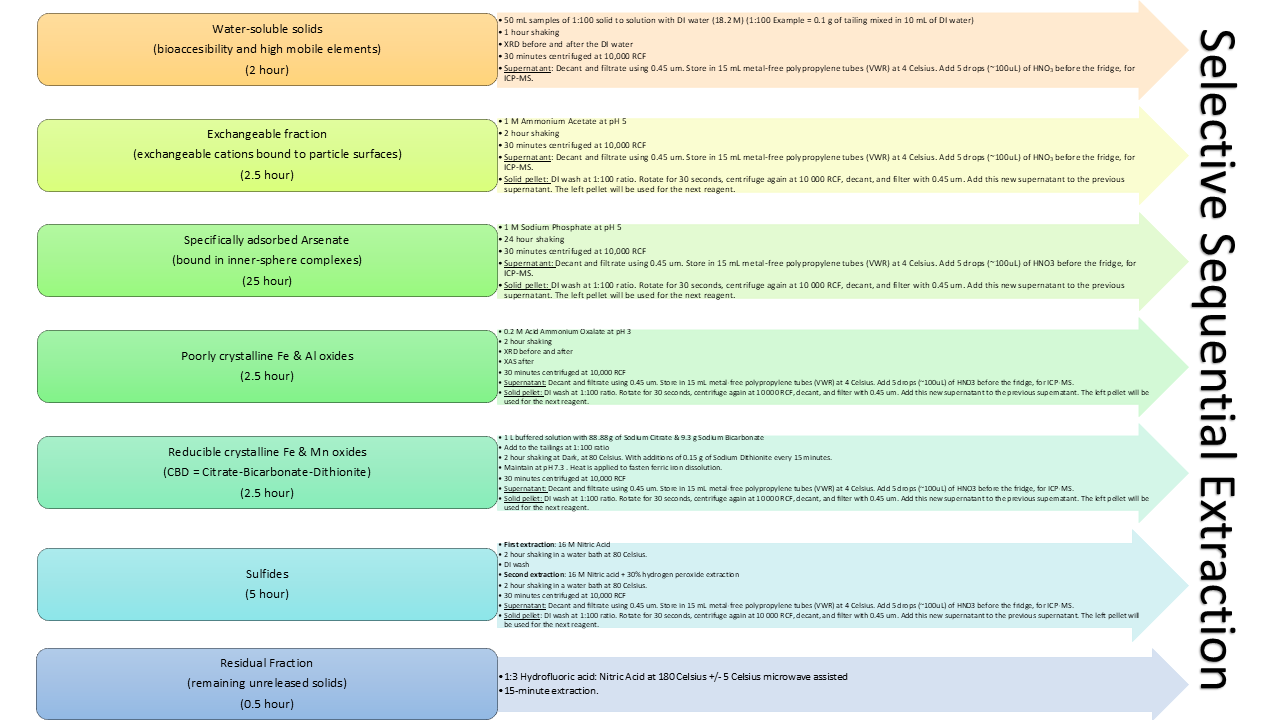 Water-soluble solids
(bioaccesibility and high mobile elements)
(2 hour)
• 50 mL samples of 1:100 solid to solution with DI water (18.2 M) (1:100 Example = 0.1 g of tailing mixed in 10 mL of DI water)
• 1 hour shaking
• XRD before and after the DI water
• 30 minutes centrifuged at 10,000 RCF
• Supernatant: Decant and filtrate using 0.45 um. Store in 15 mL metal-free polypropylene tubes (VWR) at 4 Celsius. Add 5 drops (~100uL) of HNO₃ before the fridge, for
ICP-MS.
Exchangeable fraction
(exchangeable cations bound to particle surfaces)
(2.5 hour)
• 1 M Ammonium Acetate at pH 5
• 2 hour shaking
• 30 minutes centrifuged at 10,000 RCF
• Supernatant: Decant and filtrate using 0.45 um. Store in 15 mL metal-free polypropylene tubes (VWR) at 4 Celsius. Add 5 drops (~100uL) of HNO₃ before the fridge, for
ICP-MS.
• Solid pellet: DI wash at 1:100 ratio. Rotate for 30 seconds, centrifuge again at 10 000 RCF, decant, and filter with 0.45 um. Add this new supernatant to the previous
supernatant. The left pellet will be used for the next reagent.
Specifically adsorbed Arsenate
(bound in inner-sphere complexes)
(25 hour)
• 1 M Sodium Phosphate at pH 5
• 24 hour shaking
• 30 minutes centrifuged at 10,000 RCF
• Supernatant: Decant and filtrate using 0.45 um. Store in 15 mL metal-free polypropylene tubes (VWR) at 4 Celsius. Add 5 drops (~100uL) of HNO3 before the fridge, for
ICP-MS.
• Solid pellet: DI wash at 1:100 ratio. Rotate for 30 seconds, centrifuge again at 10 000 RCF, decant, and filter with 0.45 um. Add this new supernatant to the previous
supernatant. The left pellet will be used for the next reagent.
Poorly crystalline Fe & Al oxides
(2.5 hour)
• 0.2 M Acid Ammonium Oxalate at pH 3
• 2 hour shaking
• XRD before and after
• XAS after
• 30 minutes centrifuged at 10,000 RCF
• Supernatant: Decant and filtrate using 0.45 um. Store in 15 mL metal-free polypropylene tubes (VWR) at 4 Celsius. Add 5 drops (~100uL) of HNO3 before the fridge, for ICP-MS.
• Solid pellet: DI wash at 1:100 ratio. Rotate for 30 seconds, centrifuge again at 10 000 RCF, decant, and filter with 0.45 um. Add this new supernatant to the previous supernatant. The left pellet will be
used for the next reagent.
Reducible crystalline Fe & Mn oxides
(CBD = Citrate-Bicarbonate-Dithionite)
(2.5 hour)
• 1 L buffered solution with 88.88 g of Sodium Citrate & 9.3 g Sodium Bicarbonate
• Add to the tailings at 1:100 ratio
• 2 hour shaking at Dark, at 80 Celsius. With additions of 0.15 g of Sodium Dithionite every 15 minutes.
• Maintain at pH 7.3 . Heat is applied to fasten ferric iron dissolution.
• 30 minutes centrifuged at 10,000 RCF
• Supernatant: Decant and filtrate using 0.45 um. Store in 15 mL metal-free polypropylene tubes (VWR) at 4 Celsius. Add 5 drops (~100uL) of HNO3 before the fridge, for ICP-MS.
• Solid pellet: DI wash at 1:100 ratio. Rotate for 30 seconds, centrifuge again at 10 000 RCF, decant, and filter with 0.45 um. Add this new supernatant to the previous supernatant. The left pellet will be
used for the next reagent.
Sulfides
(5 hour)
• First extraction: 16 M Nitric Acid
• 2 hour shaking in a water bath at 80 Celsius.
• DI wash
• Second extraction: 16 M Nitric acid + 30% hydrogen peroxide extraction
• 2 hour shaking in a water bath at 80 Celsius.
• 30 minutes centrifuged at 10,000 RCF
• Supernatant: Decant and filtrate using 0.45 um. Store in 15 mL metal-free polypropylene tubes (VWR) at 4 Celsius. Add 5 drops (~100uL) of HNO3 before the fridge, for ICP-MS.
• Solid pellet: DI wash at 1:100 ratio. Rotate for 30 seconds, centrifuge again at 10 000 RCF, decant, and filter with 0.45 um. Add this new supernatant to the previous supernatant. The left pellet will
be used for the next reagent.
Residual Fraction
(remaining unreleased solids)
(0.5 hour)
• 1:3 Hydrofluoric acid: Nitric Acid at 180 Celsius +/- 5 Celsius microwave assisted
• 15-minute extraction.
Selective Sequential Extraction